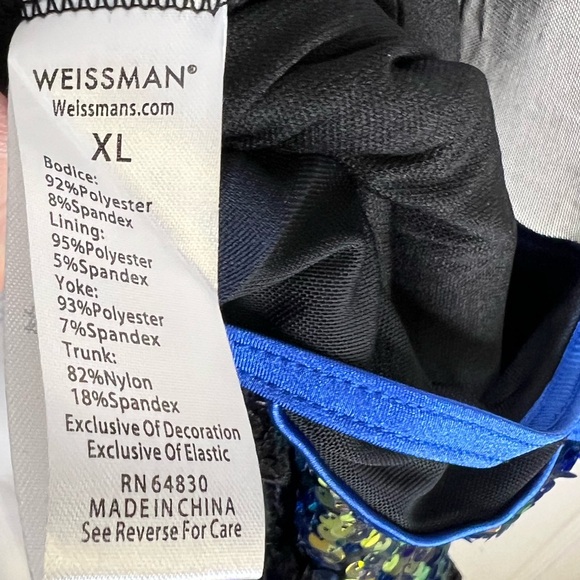 WEISSMAN®
Weissmans.com
XL
Bodice:
92%Polyester
8%Spandex
Lining:
95%Polyester
5%Spandex
Yoke:
93%Polyester
7%Spandex
Trunk:
82%Nylon
18%Spandex
Exclusive Of Decoration
Exclusive Of Elastic
RN 64830
MADE IN CHINA
See Reverse For Care